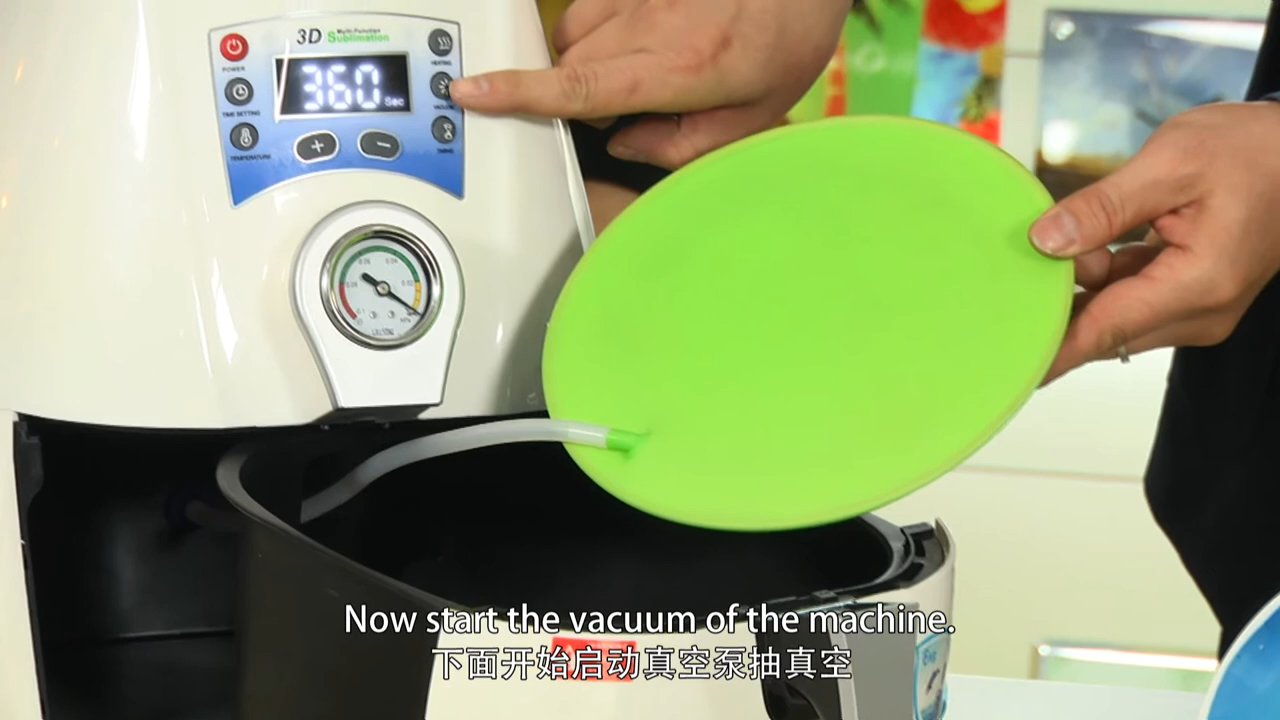 3D Multi-Function
Sublimation
POWER
HEATING
360 Sec
TIME SETTING
VACUUM
TEMPERATURE
TIMING
+
−
Now start the vacuum of the machine.
下面开始启动真空泵抽真空